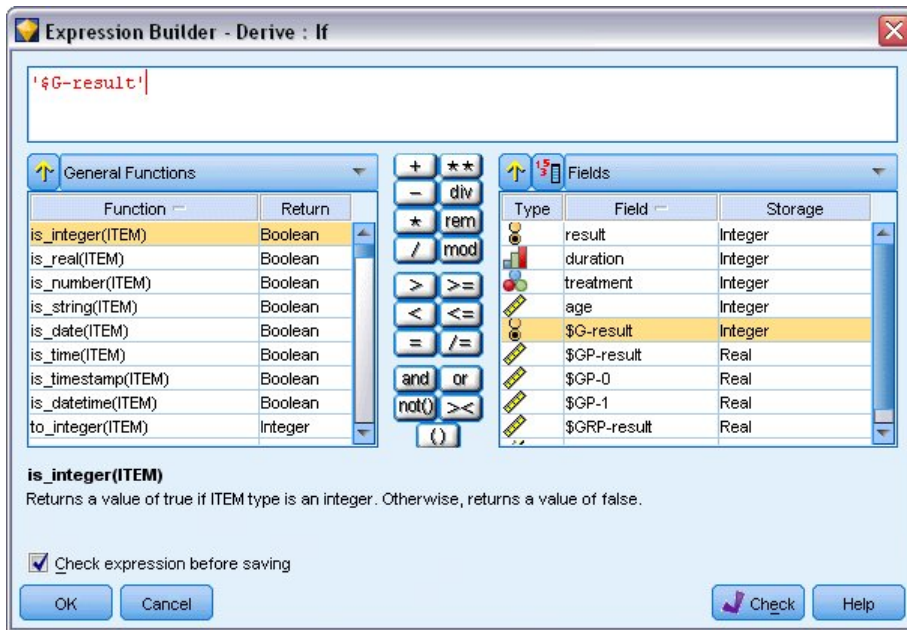 Expression Builder - Derive : If
'$G-result'
General Functions
Function Return
is_integer(ITEM) Boolean
is_real(ITEM) Boolean
is_number(ITEM) Boolean
is_string(ITEM) Boolean
is_date(ITEM) Boolean
is_time(ITEM) Boolean
is_timestamp(ITEM) Boolean
is_datetime(ITEM) Boolean
to_integer(ITEM) Integer
+ **
- div
* rem
/ mod
> >=
< <=
= /=
and or
not() ><
()
Fields
Type Field Storage
result Integer
duration Integer
treatment Integer
age Integer
$G-result Integer
$GP-result Real
$GP-0 Real
$GP-1 Real
$GRP-result Real
is_integer(ITEM)
Returns a value of true if ITEM type is an integer. Otherwise, returns a value of false.
Check expression before saving
OK Cancel Check Help